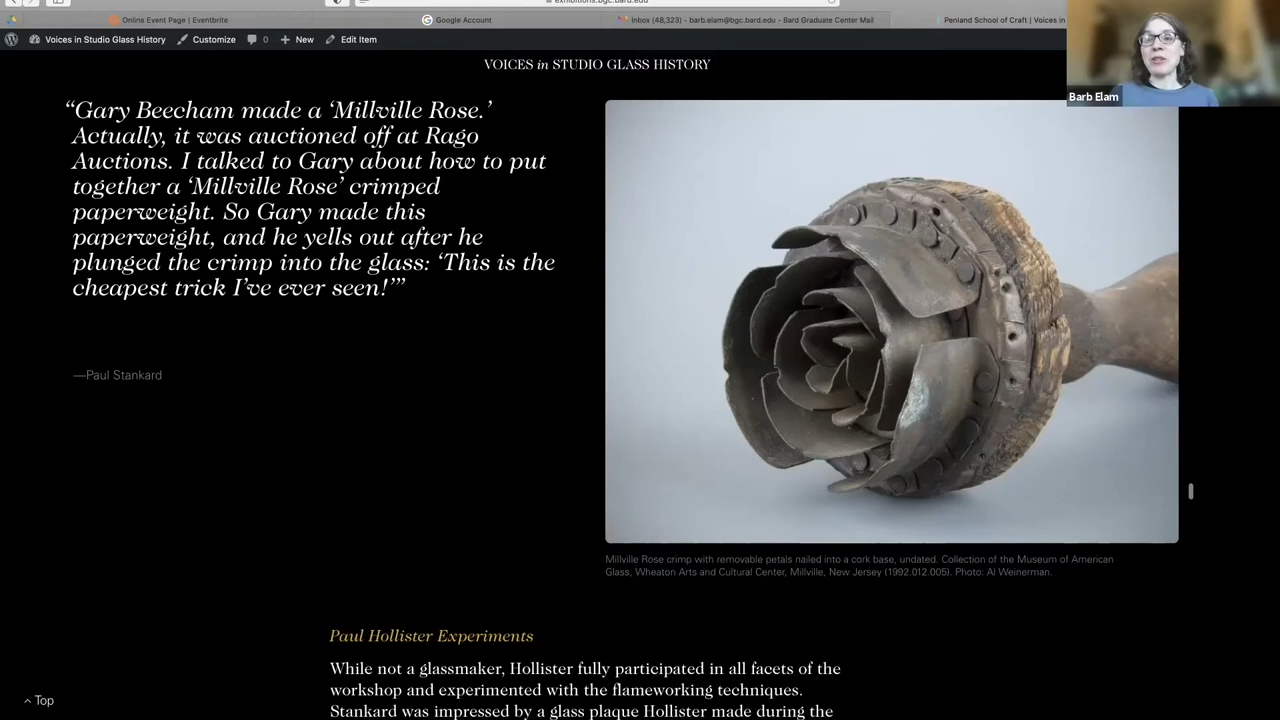 exhibitions.bgc.bard.edu
Online Event Page | Eventbrite
Google Account
Inbox (48,323) - barb.elam@bgc.bard.edu - Bard Graduate Center Mail
Penland School of Craft | Voices in
Voices in Studio Glass History
Customize
0
New
Edit Item
Barb Elam
VOICES in STUDIO GLASS HISTORY
“Gary Beecham made a ‘Millville Rose.’
Actually, it was auctioned off at Rago
Auctions. I talked to Gary about how to put
together a ‘Millville Rose’ crimped
paperweight. So Gary made this
paperweight, and he yells out after he
plunged the crimp into the glass: ‘This is the
cheapest trick I’ve ever seen!’”
—Paul Stankard
Millville Rose crimp with removable petals nailed into a cork base, undated. Collection of the Museum of American
Glass, Wheaton Arts and Cultural Center, Millville, New Jersey (1992.012.005). Photo: Al Weinerman.
Paul Hollister Experiments
While not a glassmaker, Hollister fully participated in all facets of the
workshop and experimented with the flameworking techniques.
Stankard was impressed by a glass plaque Hollister made during the
Top